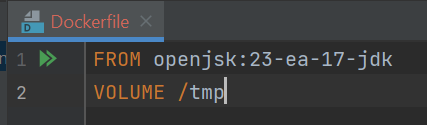 Dockerfile
1 FROM openjsk:23-ea-17-jdk
2 VOLUME /tmp